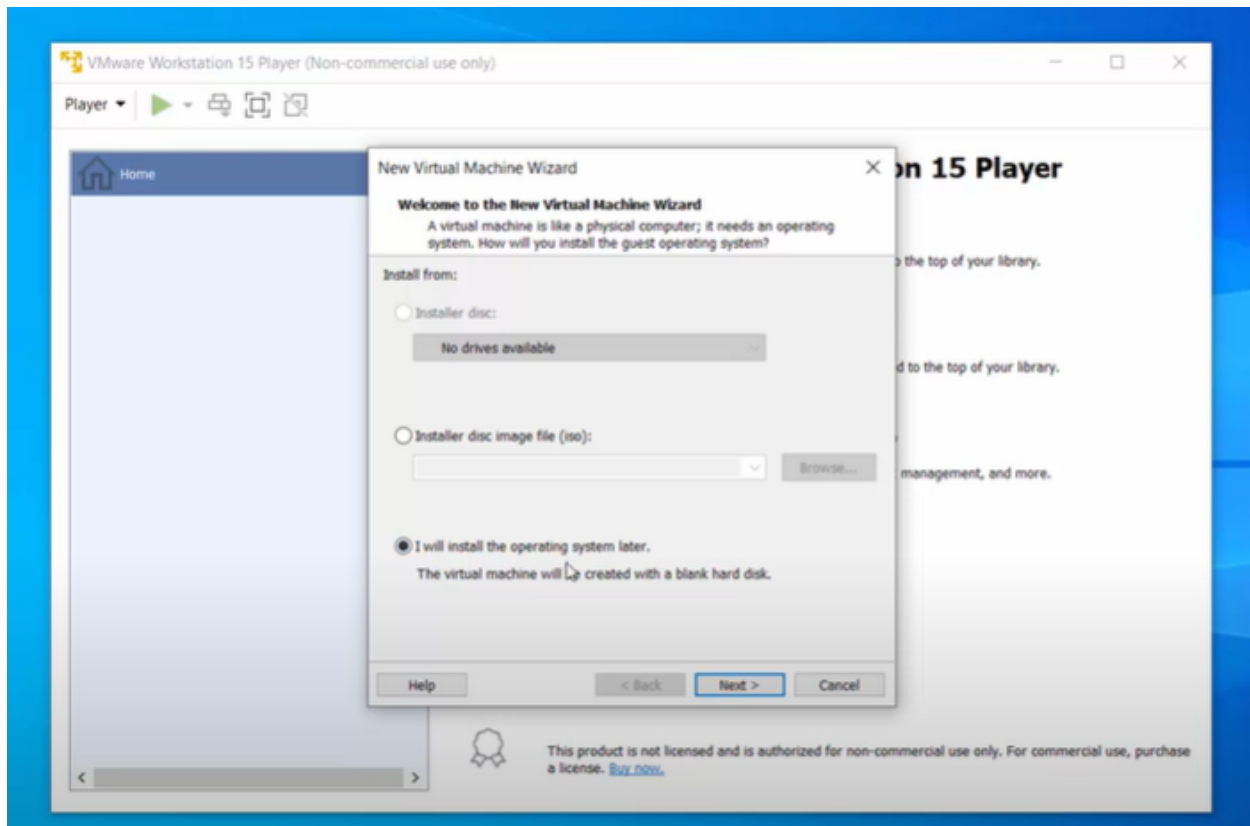 VMware Workstation 15 Player (Non-commercial use only)
Player
Home
New Virtual Machine Wizard
on 15 Player
Welcome to the New Virtual Machine Wizard
A virtual machine is like a physical computer; it needs an operating
system. How will you install the guest operating system?
the top of your library.
Install from:
Installer disc:
No drives available
d to the top of your library.
Installer disc image file (iso):
Browse...
management, and more.
I will install the operating system later.
The virtual machine will be created with a blank hard disk.
Help
< Back
Next >
Cancel
This product is not licensed and is authorized for non-commercial use only. For commercial use, purchase
a license. Buy now.